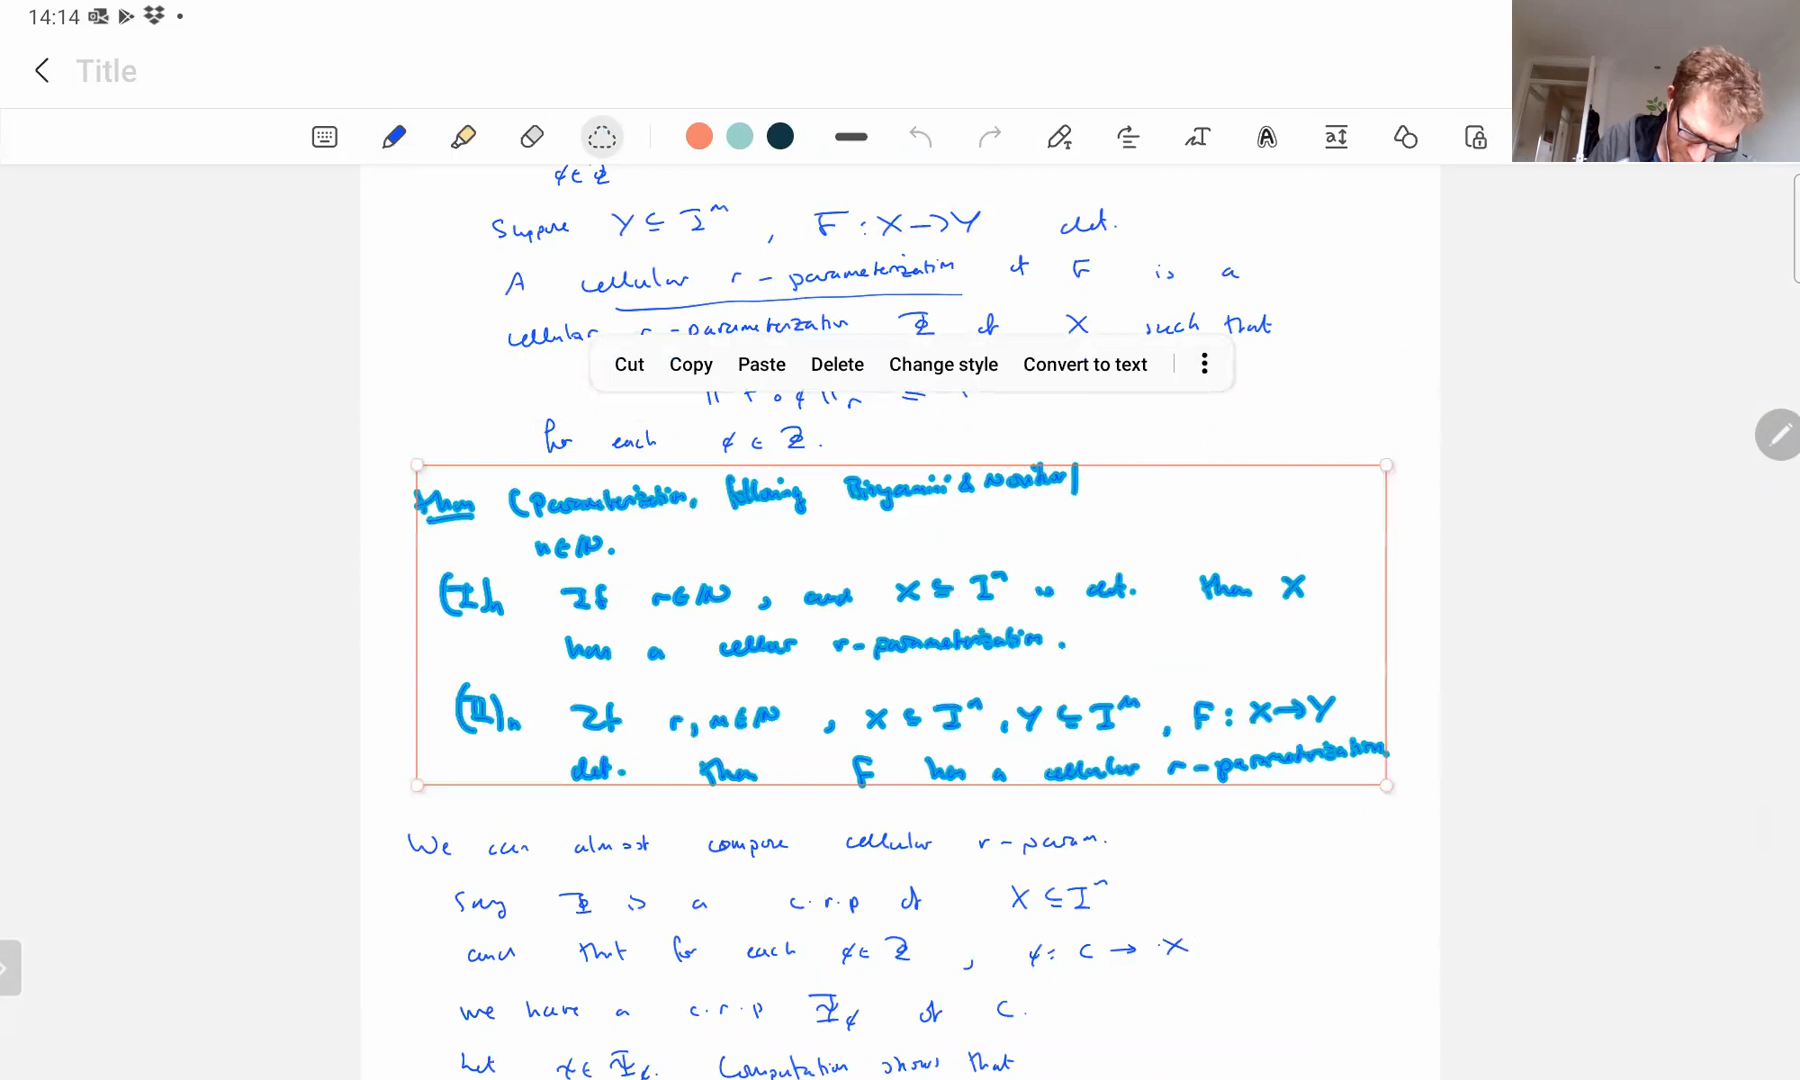 14:14
Title
φ ∈ Φ
Suppose Y ⊆ I^m , F : X → Y def.
A cellular r-parameterization of F is a
cellular r-parameterization Φ of X such that
Cut Copy Paste Delete Change style Convert to text
for each φ ∈ Φ.
Thm (Parameterization, following Binyamini & Novikov)
n ∈ ℕ.
(I)n If r ∈ ℕ, and X ⊆ I^n is def. then X
has a cellular r-parameterization.
(II)n If r, m ∈ ℕ, X ⊆ I^n, Y ⊆ I^m, F : X → Y
def. then F has a cellular r-parameterization
We can almost compose cellular r-param.
Say Φ is a c.r.p of X ⊆ I^n
and that for each φ ∈ Φ, φ: C → X
we have a c.r.p Ψ_φ of C.
Let ψ ∈ Ψ_φ. Computation shows that